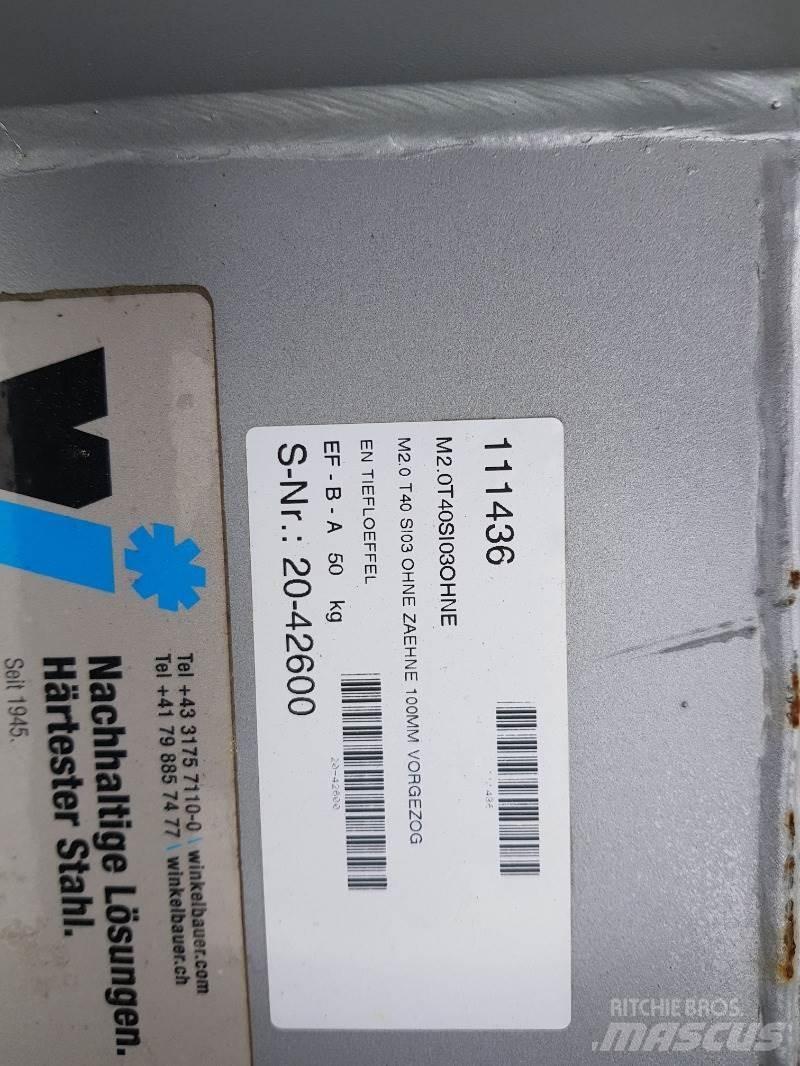 111436
M2.0T40SI03OHNE
M2.0 T40 SI03 OHNE ZAEHNE 100MM VORGEZOG
EN TIEFLOEFFEL
EF - B - A 50 kg
S-Nr.: 20-42600
20-42600
Tel +43 3175 7110-0 \ winkelbauer.com
Tel +41 79 885 74 77 \ winkelbauer.ch
Nachhaltige Lösungen.
Härtester Stahl.
Seit 1945.
RITCHIE BROS.
MASCUS